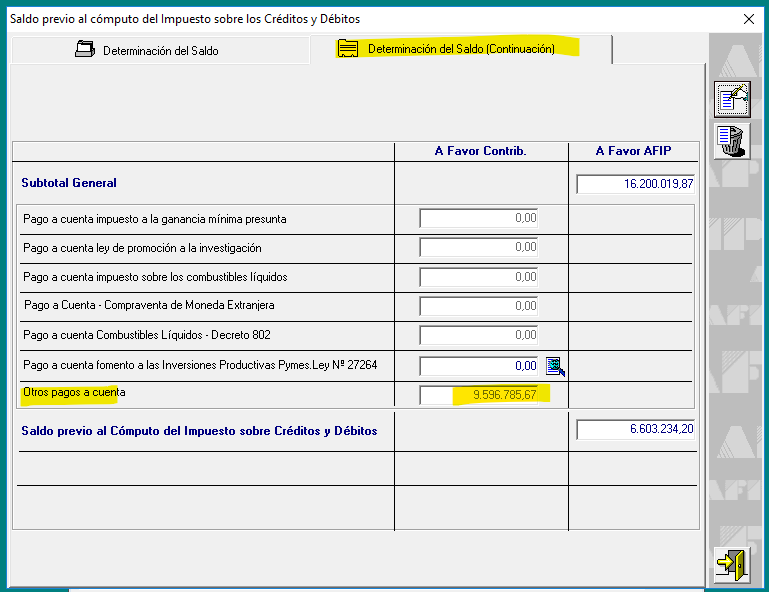 Saldo previo al cómputo del Impuesto sobre los Créditos y Débitos
Determinación del Saldo
Determinación del Saldo (Continuación)
A Favor Contrib.
A Favor AFIP
Subtotal General
16.200.019,87
Pago a cuenta impuesto a la ganancia mínima presunta
0,00
Pago a cuenta ley de promoción a la investigación
0,00
Pago a cuenta impuesto sobre los combustibles líquidos
0,00
Pago a Cuenta - Compraventa de Moneda Extranjera
0,00
Pago a cuenta Combustibles Líquidos - Decreto 802
0,00
Pago a cuenta fomento a las Inversiones Productivas Pymes.Ley Nº 27264
0,00
Otros pagos a cuenta
9.596.785,67
Saldo previo al Cómputo del Impuesto sobre Créditos y Débitos
6.603.234,20